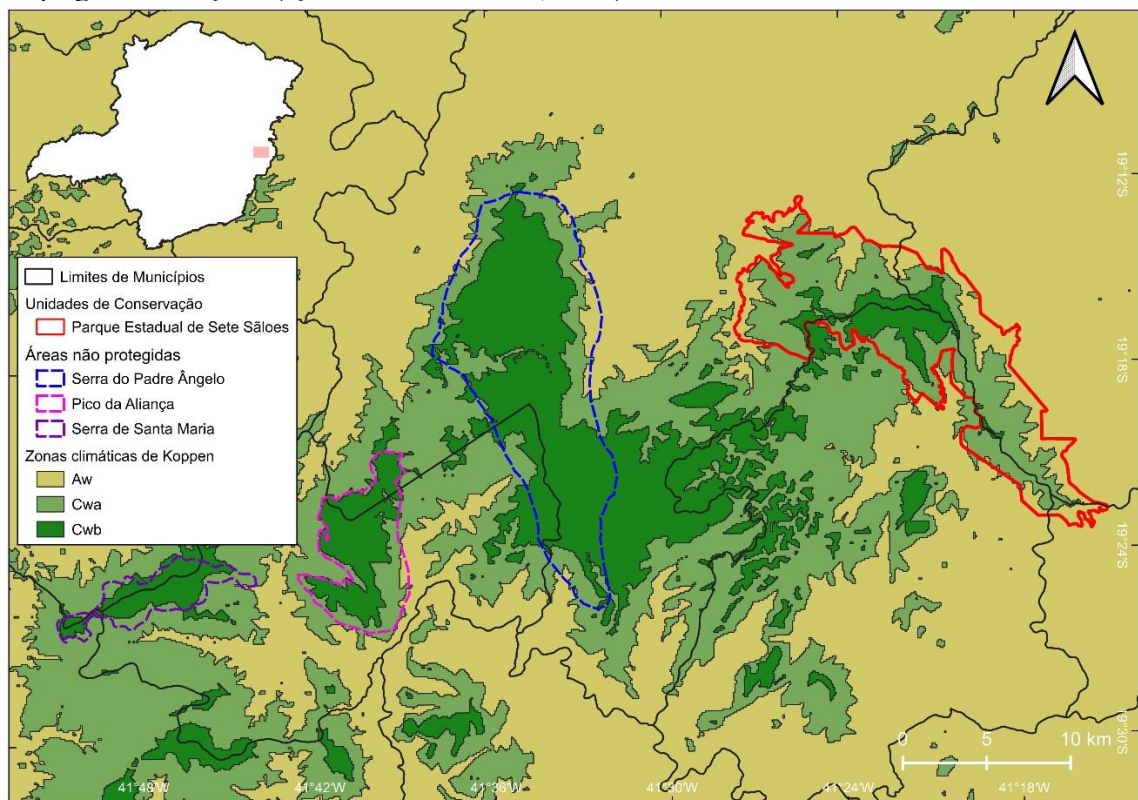 Limites de Municípios
Unidades de Conservação
Parque Estadual de Sete Sãloes
Áreas não protegidas
Serra do Padre Ângelo
Pico da Aliança
Serra de Santa Maria
Zonas climáticas de Koppen
Aw
Cwa
Cwb
19°12'S
19°18'S
19°24'S
19°30'S
0 5 10 km
41°48'W 41°42'W 41°36'W 41°30'W 41°24'W 41°18'W